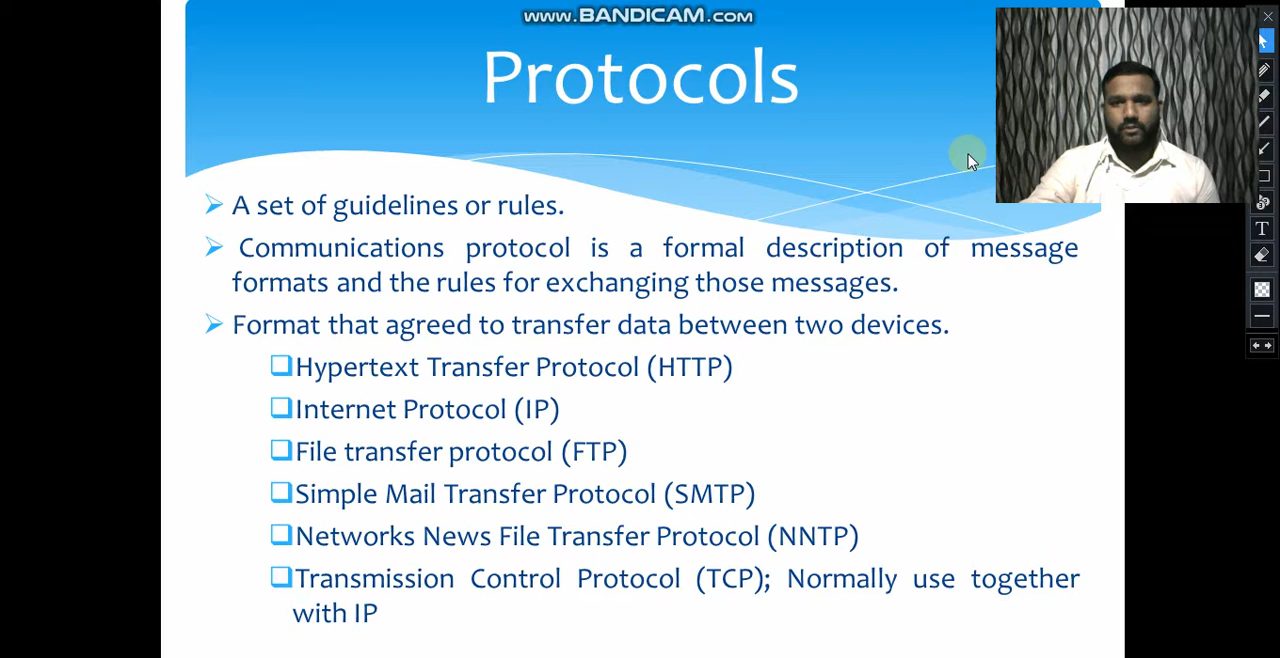 www.BANDICAM.com
Protocols
A set of guidelines or rules.
Communications protocol is a formal description of message
formats and the rules for exchanging those messages.
Format that agreed to transfer data between two devices.
Hypertext Transfer Protocol (HTTP)
Internet Protocol (IP)
File transfer protocol (FTP)
Simple Mail Transfer Protocol (SMTP)
Networks News File Transfer Protocol (NNTP)
Transmission Control Protocol (TCP); Normally use together
with IP
T